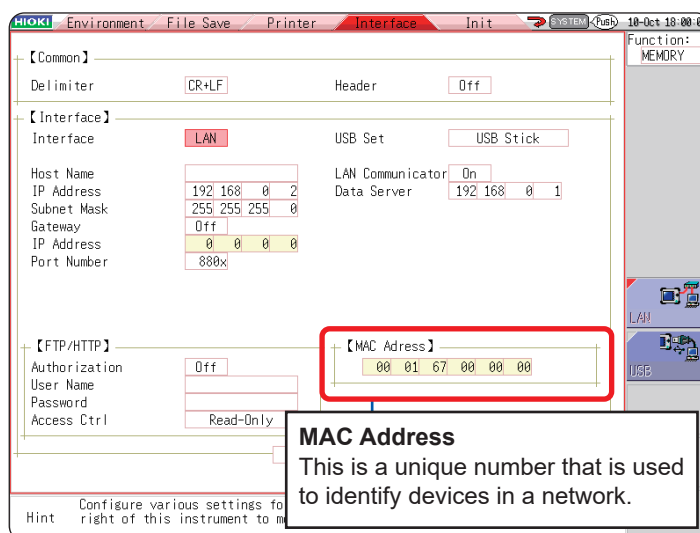 HIOKI Environment File Save Printer Interface Init SYSTEM Push 10-Oct 18:00:
Function:
MEMORY
【Common】
Delimiter CR+LF Header Off
【Interface】
Interface LAN USB Set USB Stick
Host Name LAN Communicator On
IP Address 192 168 0 2 Data Server 192 168 0 1
Subnet Mask 255 255 255 0
Gateway Off
IP Address 0 0 0 0
Port Number 880x
LAN
【FTP/HTTP】 【MAC Adress】
Authorization Off 00 01 67 00 00 00
USB
User Name
Password
Access Ctrl Read-Only
MAC Address
This is a unique number that is used
to identify devices in a network.
Configure various settings fo
Hint right of this instrument to m